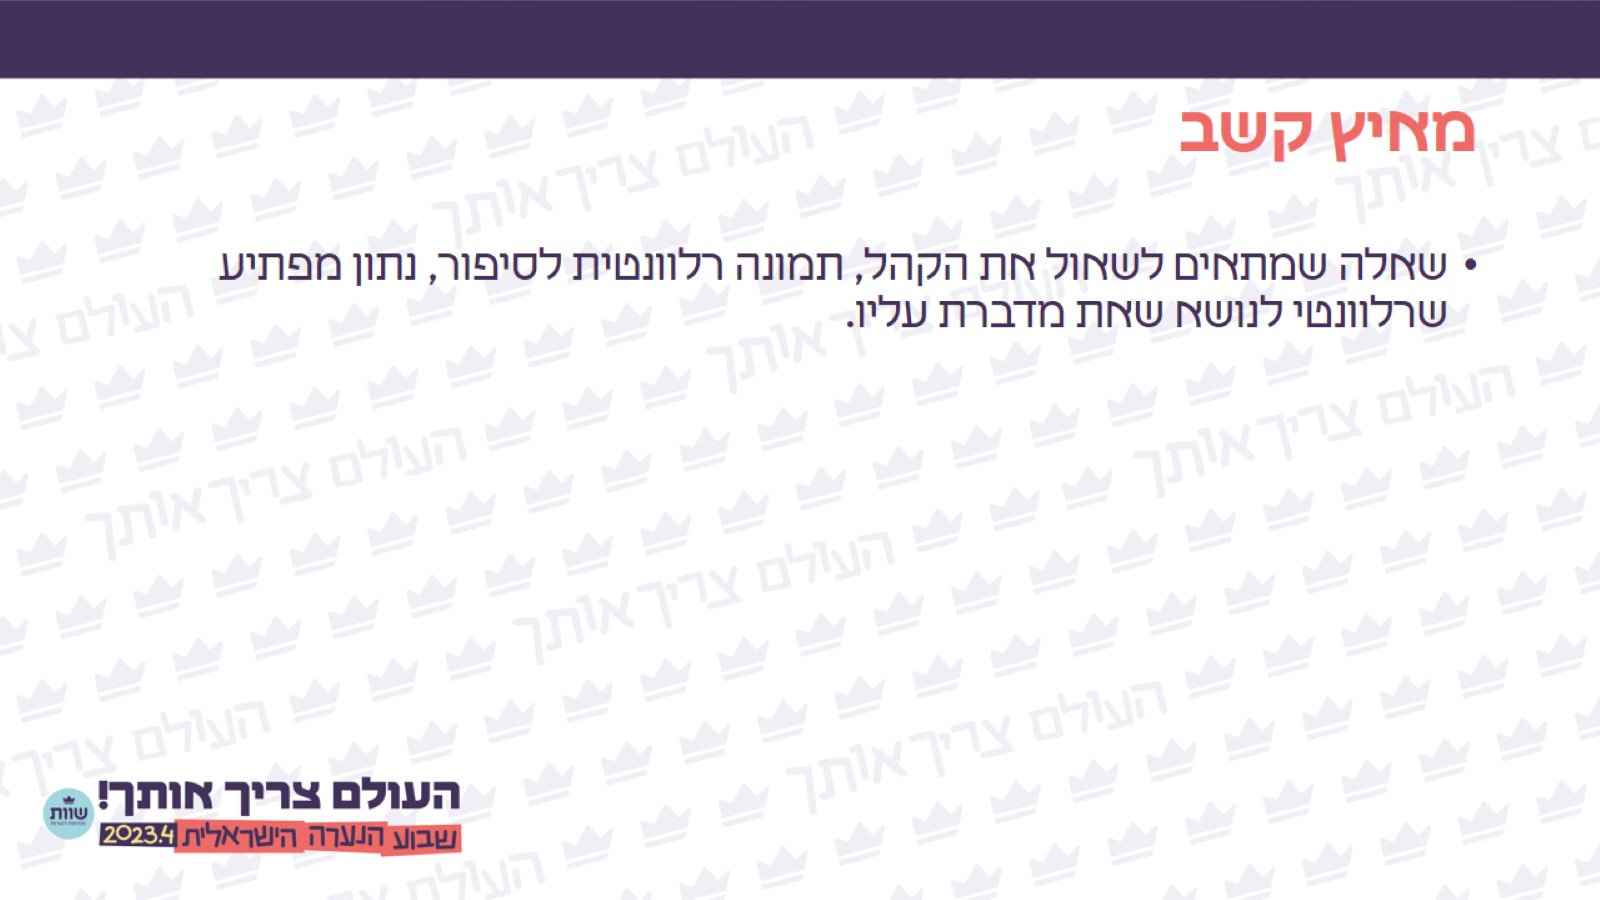 מאיץ קשב
• שאלה שמתאים לשאול את הקהל, תמונה רלוונטית לסיפור, נתון מפתיע
שרלוונטי לנושא שאת מדברת עליו.
העולם צריך אותך!
שבוע הנערה הישראלית 2023.4
שוות